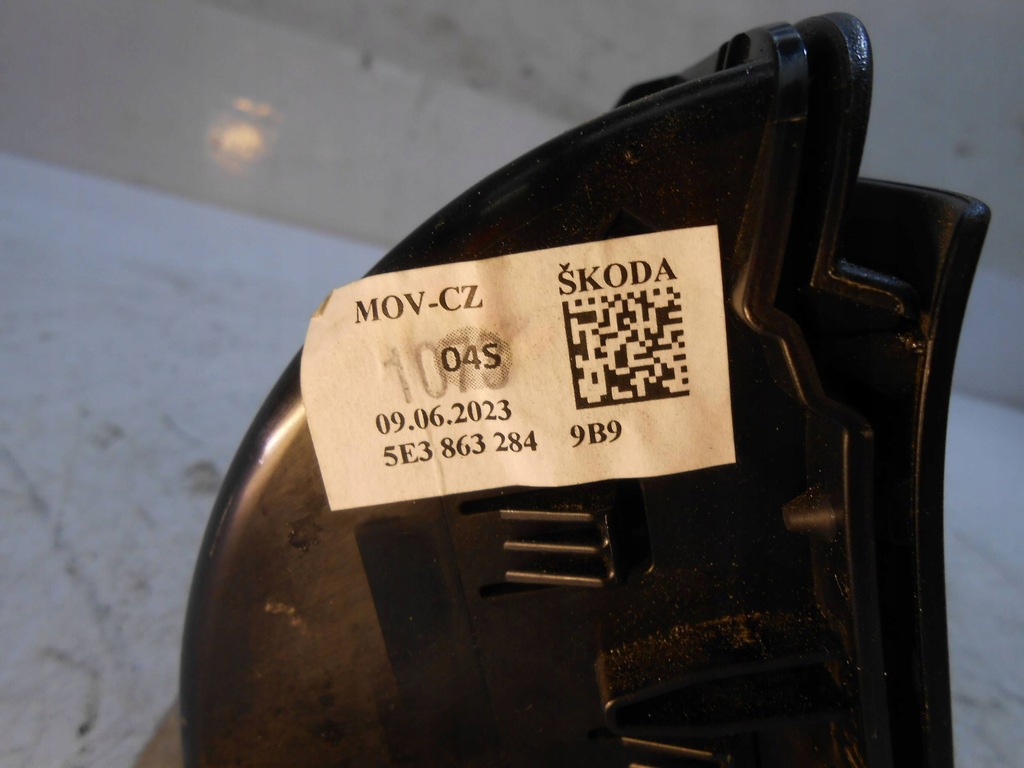 MOV-CZ ŠKODA
04S
09.06.2023
5E3 863 284 9B9